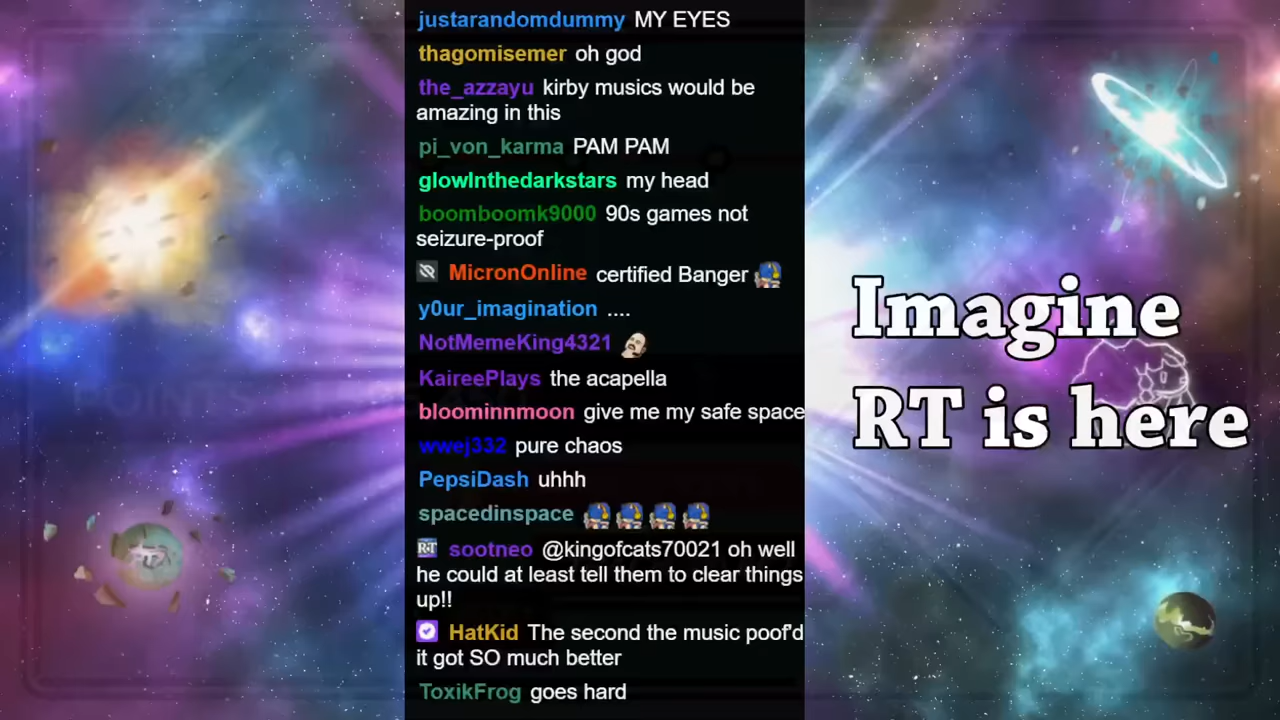 justarandomdummy MY EYES
thagomisemer oh god
the_azzayu kirby musics would be
amazing in this
pi_von_karma PAM PAM
glowInthedarkstars my head
boomboomk9000 90s games not
seizure-proof
MicronOnline certified Banger
y0ur_imagination ....
NotMemeKing4321
KaireePlays the acapella
bloominnmoon give me my safe space
wwej332 pure chaos
PepsiDash uhhh
spacedinspace
RT sootneo @kingofcats70021 oh well
he could at least tell them to clear things
up!!
HatKid The second the music poof'd
it got SO much better
ToxikFrog goes hard
Imagine
RT is here
POINTS